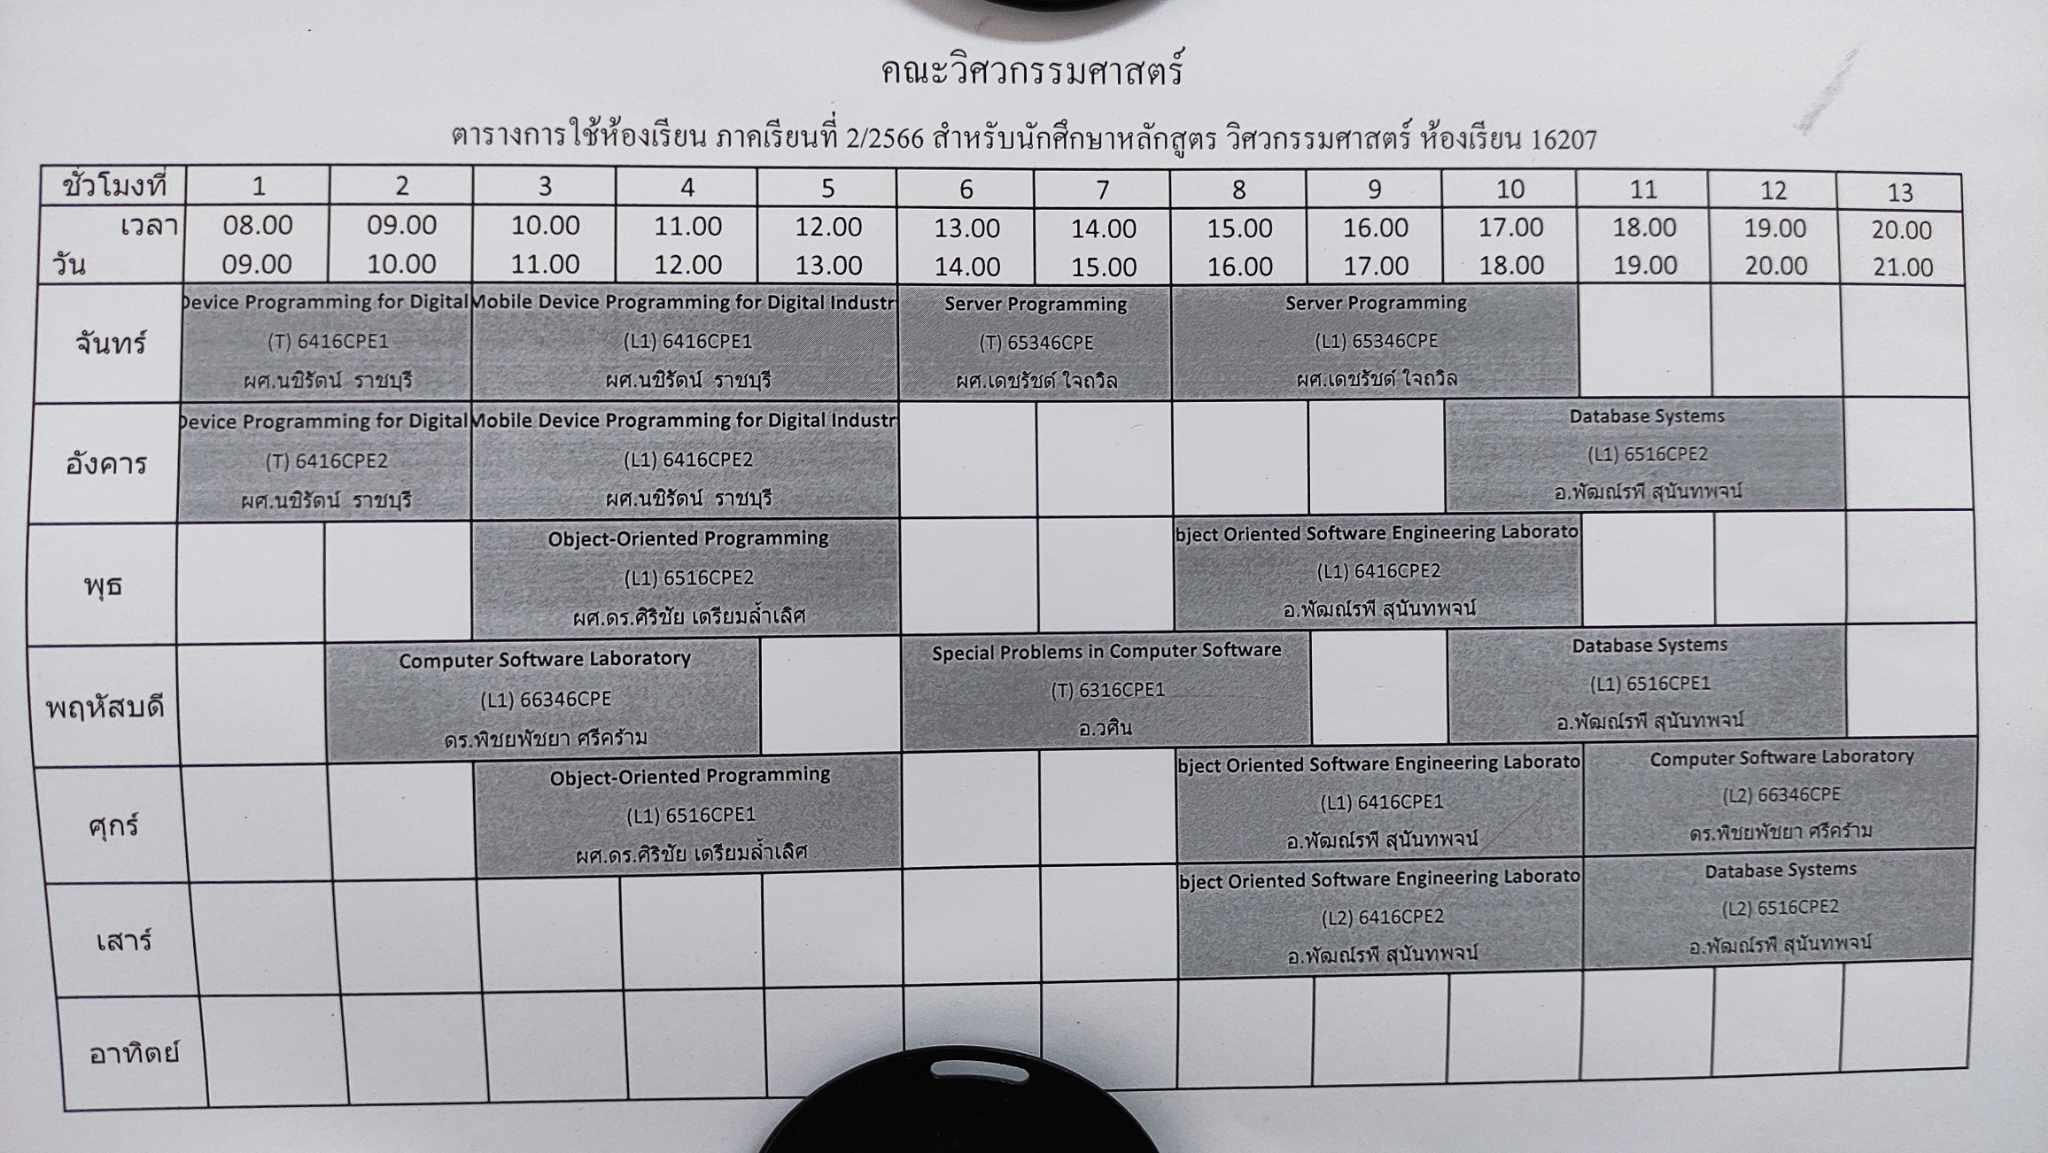 คณะวิศวกรรมศาสตร์
ตารางการใช้ห้องเรียน ภาคเรียนที่ 2/2566 สำหรับนักศึกษาหลักสูตร วิศวกรรมศาสตร์ ห้องเรียน 16207
ชั่วโมงที่ 1 2 3 4 5 6 7 8 9 10 11 12 13
เวลา 08.00 09.00 10.00 11.00 12.00 13.00 14.00 15.00 16.00 17.00 18.00 19.00 20.00
วัน 09.00 10.00 11.00 12.00 13.00 14.00 15.00 16.00 17.00 18.00 19.00 20.00 21.00
Device Programming for Digital Mobile Device Programming for Digital Industr Server Programming Server Programming
จันทร์ (T) 6416CPE1 (L1) 6416CPE1 (T) 65346CPE (L1) 65346CPE
ผศ.นชิรัตน์ ราชบุรี ผศ.นชิรัตน์ ราชบุรี ผศ.เดชรัชต์ ใจถวิล ผศ.เดชรัชต์ ใจถวิล
Device Programming for Digital Mobile Device Programming for Digital Industr Database Systems
อังคาร (T) 6416CPE2 (L1) 6416CPE2 (L1) 6516CPE2
ผศ.นชิรัตน์ ราชบุรี ผศ.นชิรัตน์ ราชบุรี อ.พัฒณ์รพี สุนันทพจน์
Object-Oriented Programming bject Oriented Software Engineering Laborato
พุธ (L1) 6516CPE2 (L1) 6416CPE2
ผศ.ดร.ศิริชัย เตรียมล้ำเลิศ อ.พัฒณ์รพี สุนันทพจน์
Computer Software Laboratory Special Problems in Computer Software Database Systems
พฤหัสบดี (L1) 66346CPE (T) 6316CPE1 (L1) 6516CPE1
ดร.พิชยพัชยา ศรีคร้าม อ.วศิน อ.พัฒณ์รพี สุนันทพจน์
Object-Oriented Programming bject Oriented Software Engineering Laborato Computer Software Laboratory
ศุกร์ (L1) 6516CPE1 (L1) 6416CPE1 (L2) 66346CPE
ผศ.ดร.ศิริชัย เตรียมล้ำเลิศ อ.พัฒณ์รพี สุนันทพจน์ ดร.พิชยพัชยา ศรีคร้าม
bject Oriented Software Engineering Laborato Database Systems
เสาร์ (L2) 6416CPE2 (L2) 6516CPE2
อ.พัฒณ์รพี สุนันทพจน์ อ.พัฒณ์รพี สุนันทพจน์
อาทิตย์